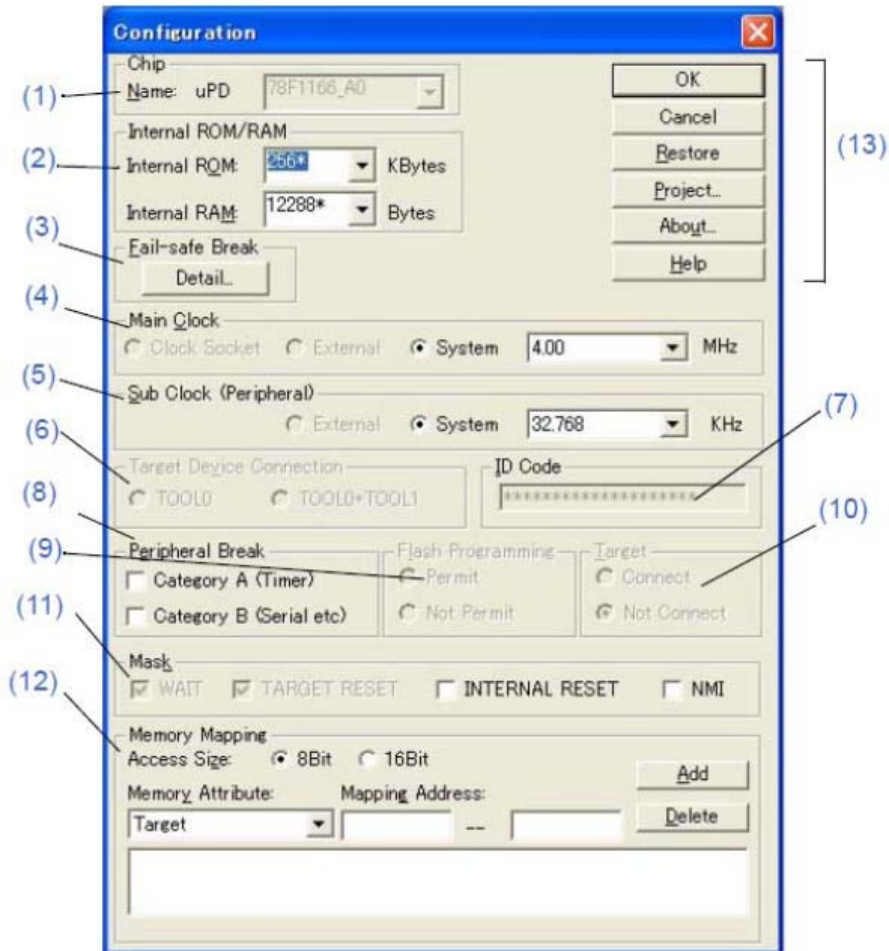 Configuration
Chip
(1) Name: uPD 78F1166_A0
OK
Cancel
Restore
Project...
About...
Help
(13)
Internal ROM/RAM
(2) Internal ROM: 256* KBytes
Internal RAM: 12288* Bytes
(3) Fail-safe Break
Detail...
(4) Main Clock
Clock Socket External System 4.00 MHz
(5) Sub Clock (Peripheral)
External System 32.768 KHz
(6) Target Device Connection
TOOL0 TOOL0+TOOL1
ID Code (7)
********************
(8) Peripheral Break
Category A (Timer)
Category B (Serial etc)
(9) Flash Programming
Permit
Not Permit
Target (10)
Connect
Not Connect
(11) Mask
WAIT TARGET RESET INTERNAL RESET NMI
(12) Memory Mapping
Access Size: 8Bit 16Bit
Add
Memory Attribute: Mapping Address:
Target --
Delete